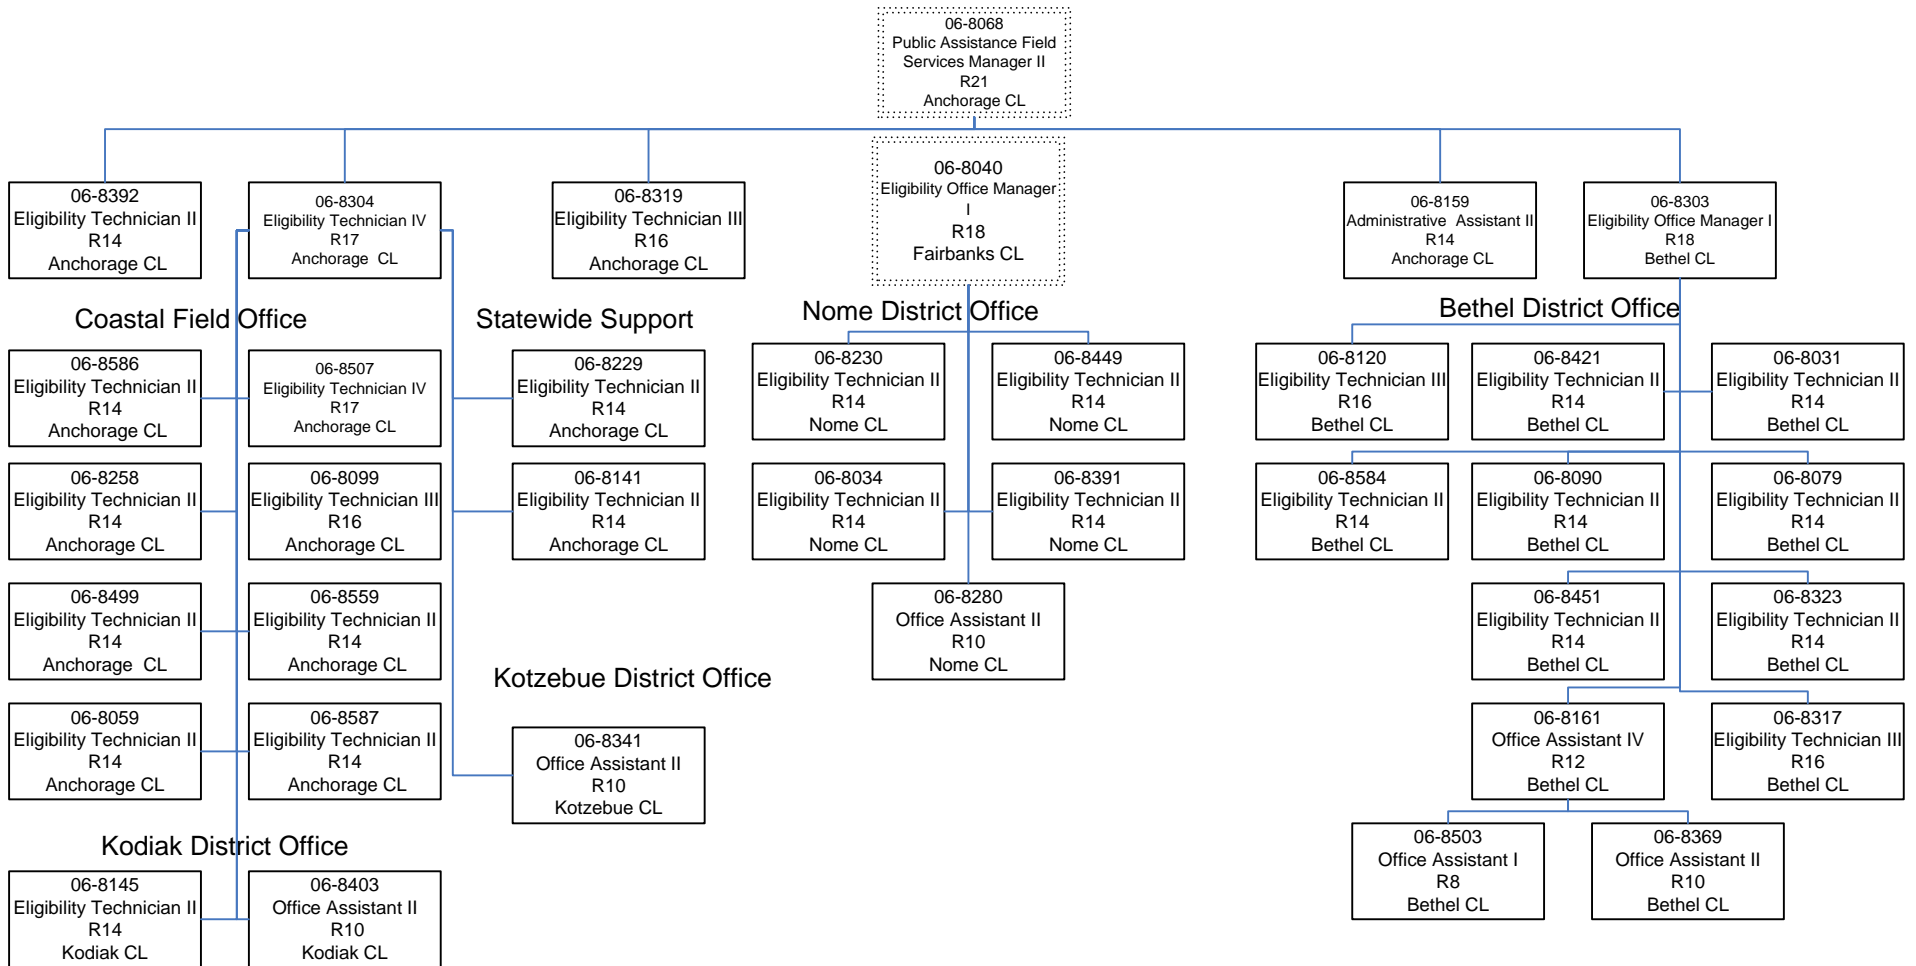 06-8068
Public Assistance Field
Services Manager II
R21
Anchorage CL
06-8392
Eligibility Technician II
R14
Anchorage CL
06-8304
Eligibility Technician IV
R17
Anchorage CL
06-8319
Eligibility Technician III
R16
Anchorage CL
06-8040
Eligibility Office Manager
I
R18
Fairbanks CL
06-8159
Administrative Assistant II
R14
Anchorage CL
06-8303
Eligibility Office Manager I
R18
Bethel CL
Coastal Field Office
06-8586
Eligibility Technician II
R14
Anchorage CL
06-8507
Eligibility Technician IV
R17
Anchorage CL
06-8258
Eligibility Technician II
R14
Anchorage CL
06-8099
Eligibility Technician III
R16
Anchorage CL
06-8499
Eligibility Technician II
R14
Anchorage CL
06-8559
Eligibility Technician II
R14
Anchorage CL
06-8059
Eligibility Technician II
R14
Anchorage CL
06-8587
Eligibility Technician II
R14
Anchorage CL
Kodiak District Office
06-8145
Eligibility Technician II
R14
Kodiak CL
06-8403
Office Assistant II
R10
Kodiak CL
Statewide Support
06-8229
Eligibility Technician II
R14
Anchorage CL
06-8141
Eligibility Technician II
R14
Anchorage CL
Kotzebue District Office
06-8341
Office Assistant II
R10
Kotzebue CL
Nome District Office
06-8230
Eligibility Technician II
R14
Nome CL
06-8449
Eligibility Technician II
R14
Nome CL
06-8034
Eligibility Technician II
R14
Nome CL
06-8391
Eligibility Technician II
R14
Nome CL
06-8280
Office Assistant II
R10
Nome CL
Bethel District Office
06-8120
Eligibility Technician III
R16
Bethel CL
06-8421
Eligibility Technician II
R14
Bethel CL
06-8031
Eligibility Technician II
R14
Bethel CL
06-8584
Eligibility Technician II
R14
Bethel CL
06-8090
Eligibility Technician II
R14
Bethel CL
06-8079
Eligibility Technician II
R14
Bethel CL
06-8451
Eligibility Technician II
R14
Bethel CL
06-8323
Eligibility Technician II
R14
Bethel CL
06-8161
Office Assistant IV
R12
Bethel CL
06-8317
Eligibility Technician III
R16
Bethel CL
06-8503
Office Assistant I
R8
Bethel CL
06-8369
Office Assistant II
R10
Bethel CL